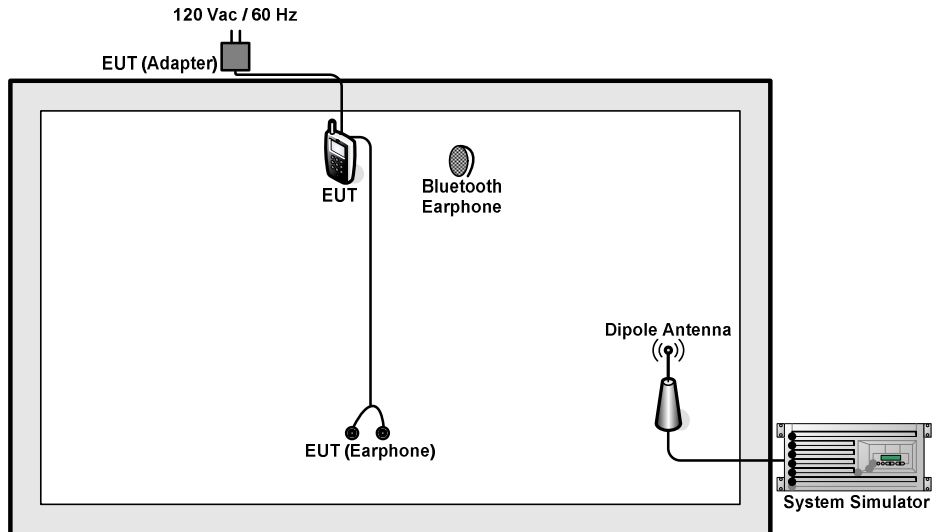 120 Vac / 60 Hz
EUT (Adapter)
EUT
Bluetooth
Earphone
Dipole Antenna
EUT (Earphone)
System Simulator